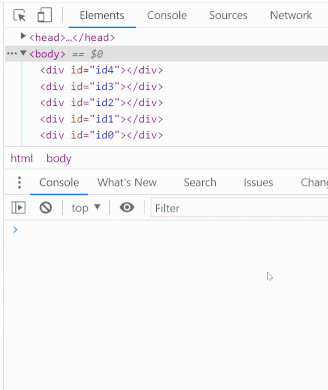 Elements Console Sources Network
<head>…</head>
<body> == $0
<div id="id4"></div>
<div id="id3"></div>
<div id="id2"></div>
<div id="id1"></div>
<div id="id0"></div>
html body
Console What's New Search Issues Chang
top Filter